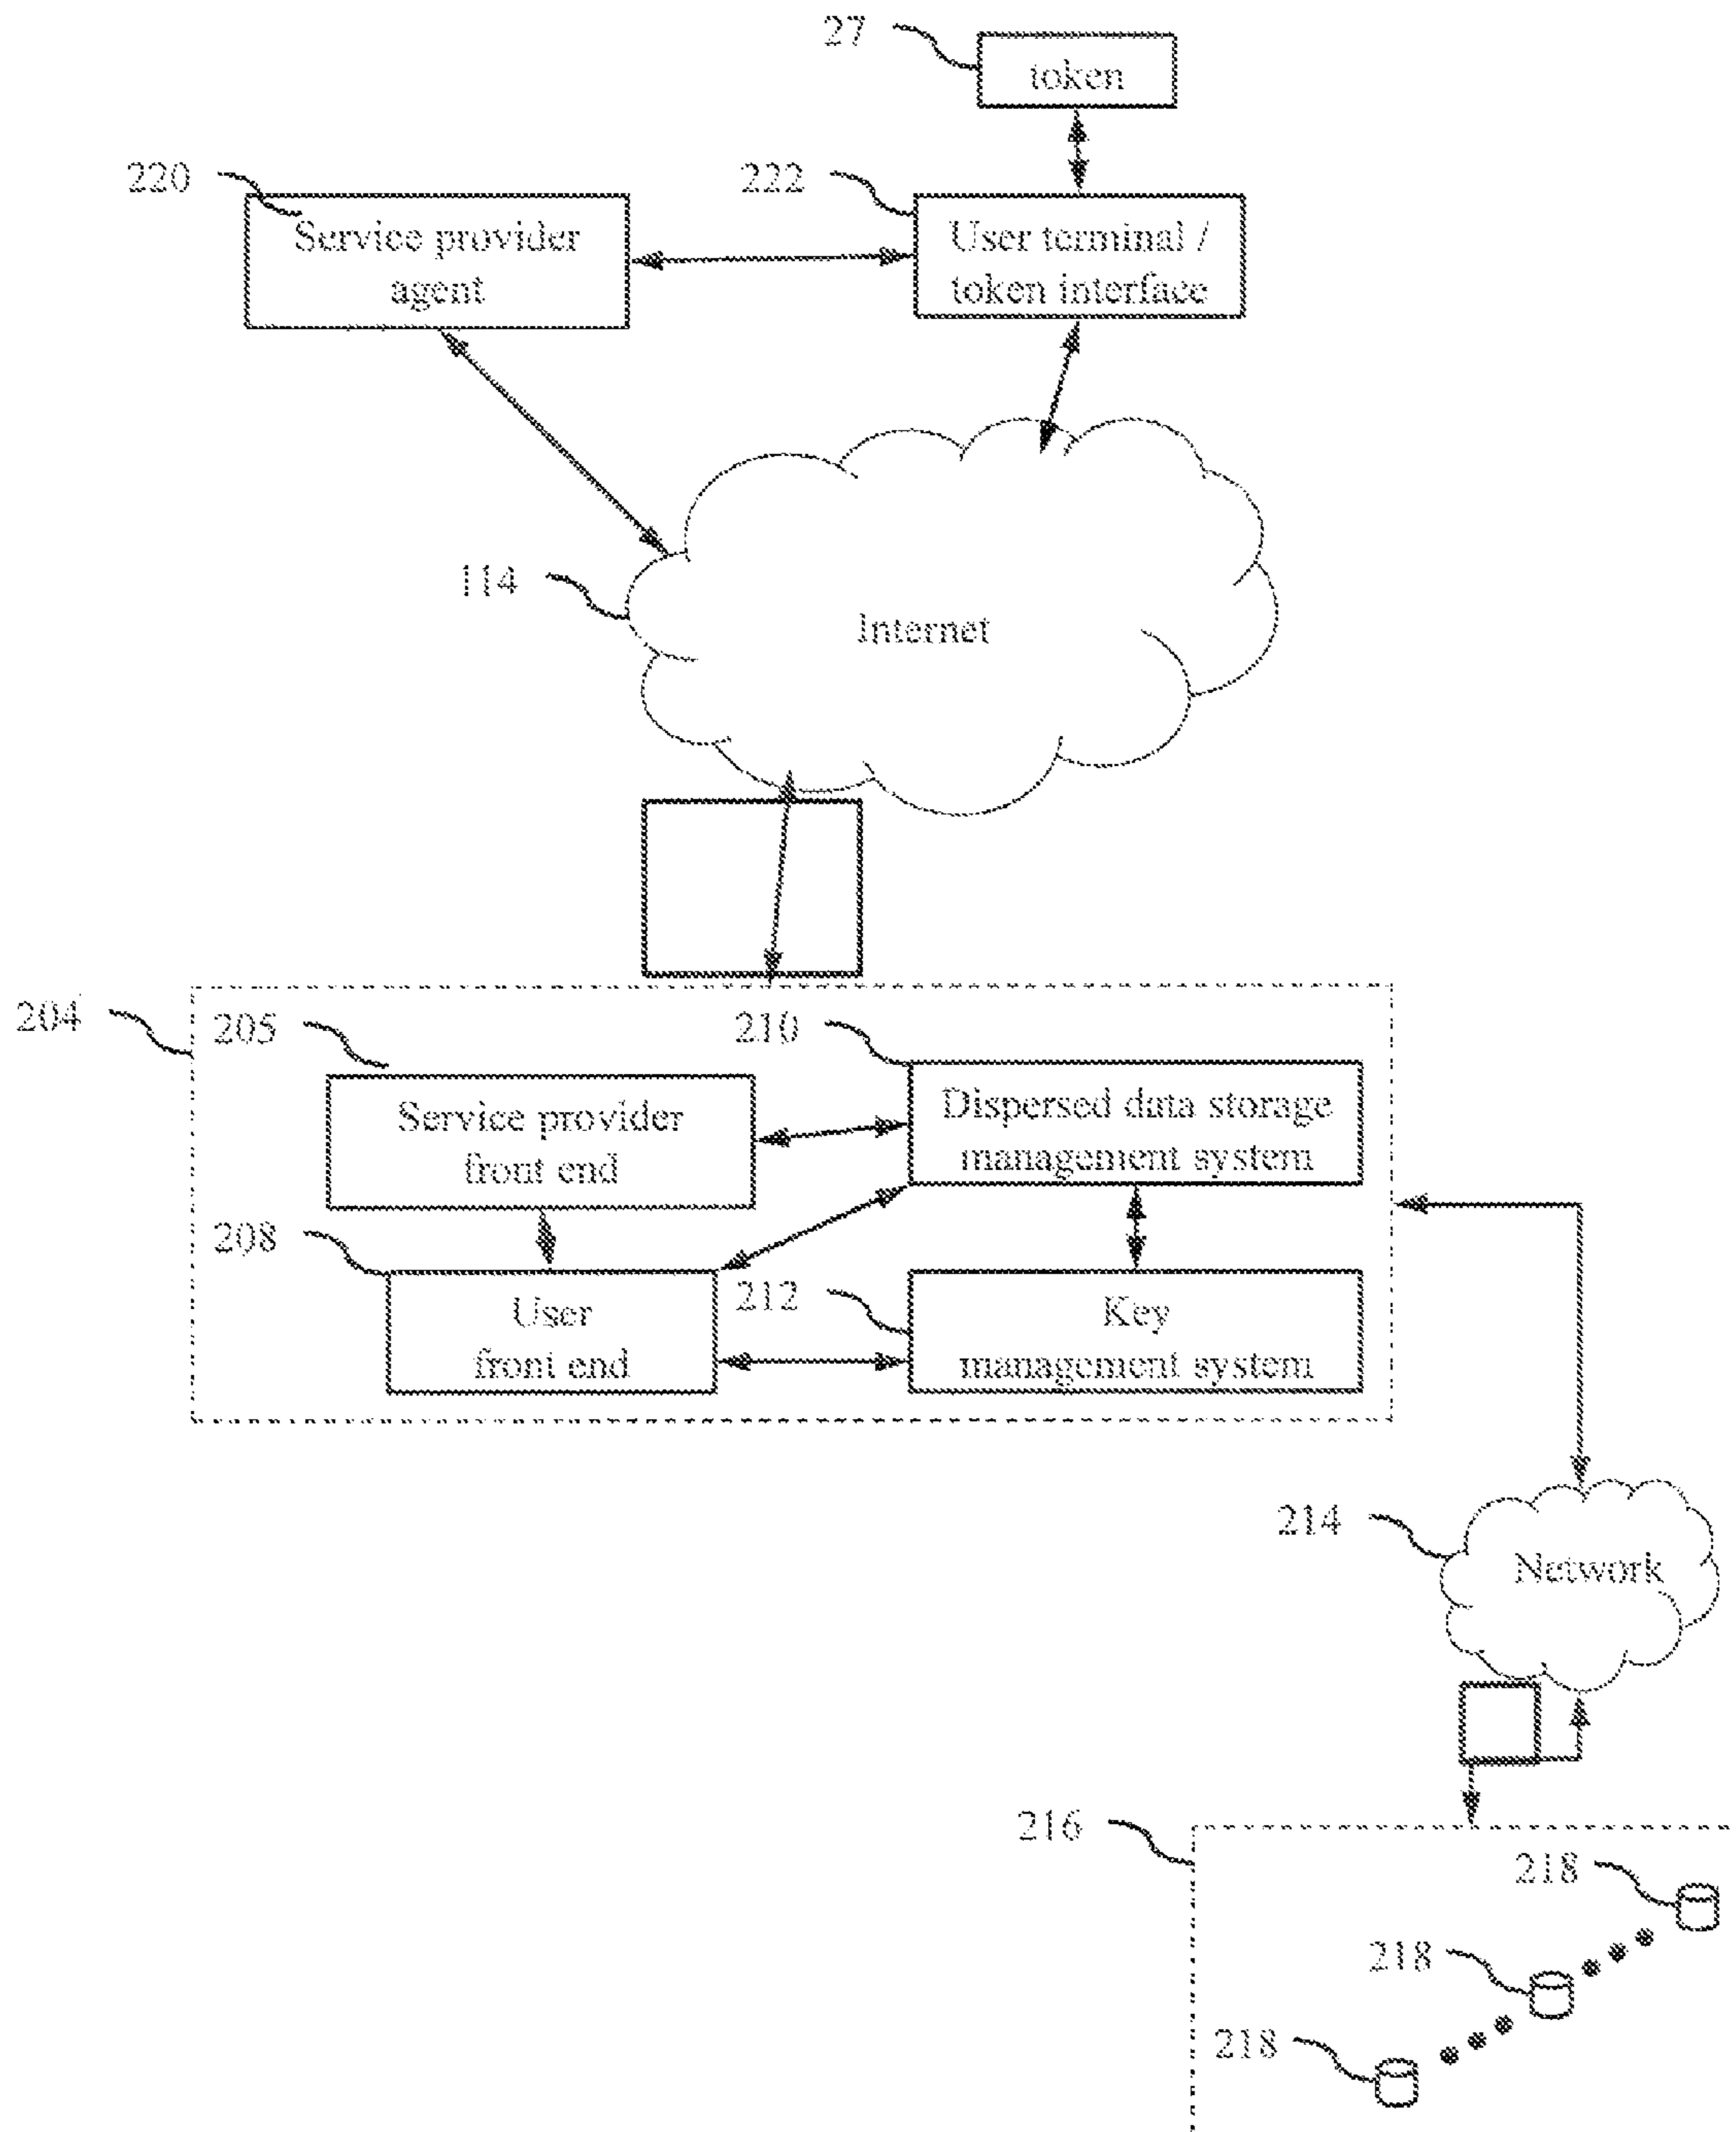 27
token
220
222
Service provider
agent
User terminal /
token interface
114
Internet
204
205
210
Service provider
front end
Dispersed data storage
management system
208
212
User
front end
Key
management system
214
Network
216
218
218
218